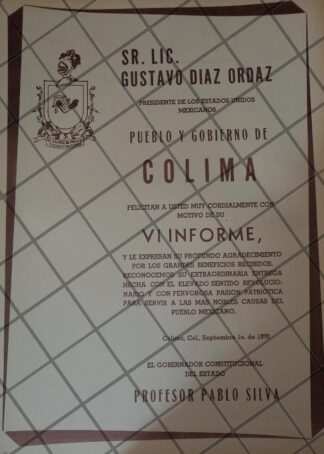 SR. LIC.
GUSTAVO DIAZ ORDAZ
PRESIDENTE DE LOS ESTADOS UNIDOS
MEXICANOS
PUEBLO Y GOBIERNO DE
COLIMA
FELICITAN A USTED MUY CORDIALMENTE CON
MOTIVO DE SU
VI INFORME,
Y LE EXPRESAN SU PROFUNDO AGRADECIMIENTO
POR LOS GRANDES BENEFICIOS RECIBIDOS.
RECONOCEMOS SU EXTRAORDINARIA ENTREGA
HECHA CON EL ELEVADO SENTIDO REVOLUCIO-
NARIO Y CON FERVOROSA PASION PATRIOTICA
PARA SERVIR A LAS MAS NOBLES CAUSAS DEL
PUEBLO MEXICANO.
Colima, Col., Septiembre 1o. de 1970
EL GOBERNADOR CONSTITUCIONAL
DEL ESTADO
PROFESOR PABLO SILVA